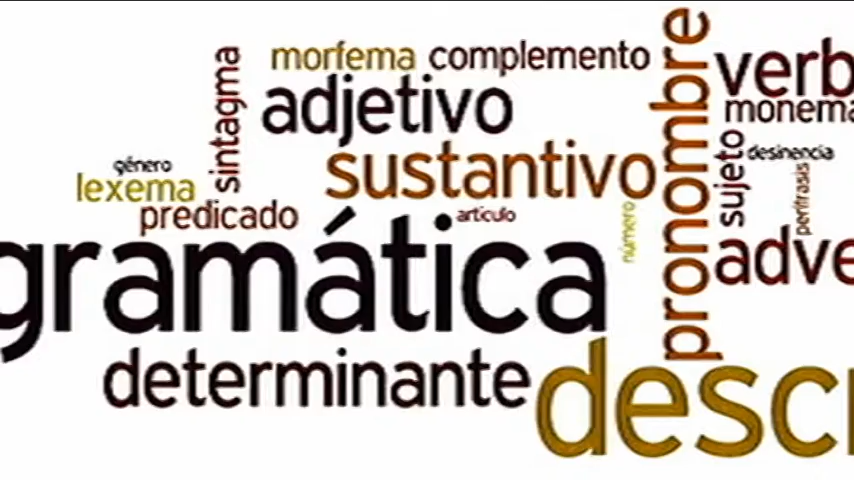 morfema
complemento
pronombre
verb
sintagma
adjetivo
monema
género
lexema
sustantivo
sujeto
desinencia
perífrasis
predicado
artículo
número
gramática
adve
determinante
descr